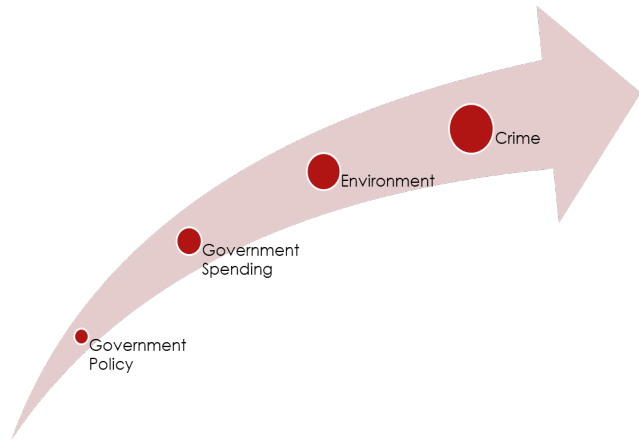 Crime
Environment
Government
Spending
Government
Policy